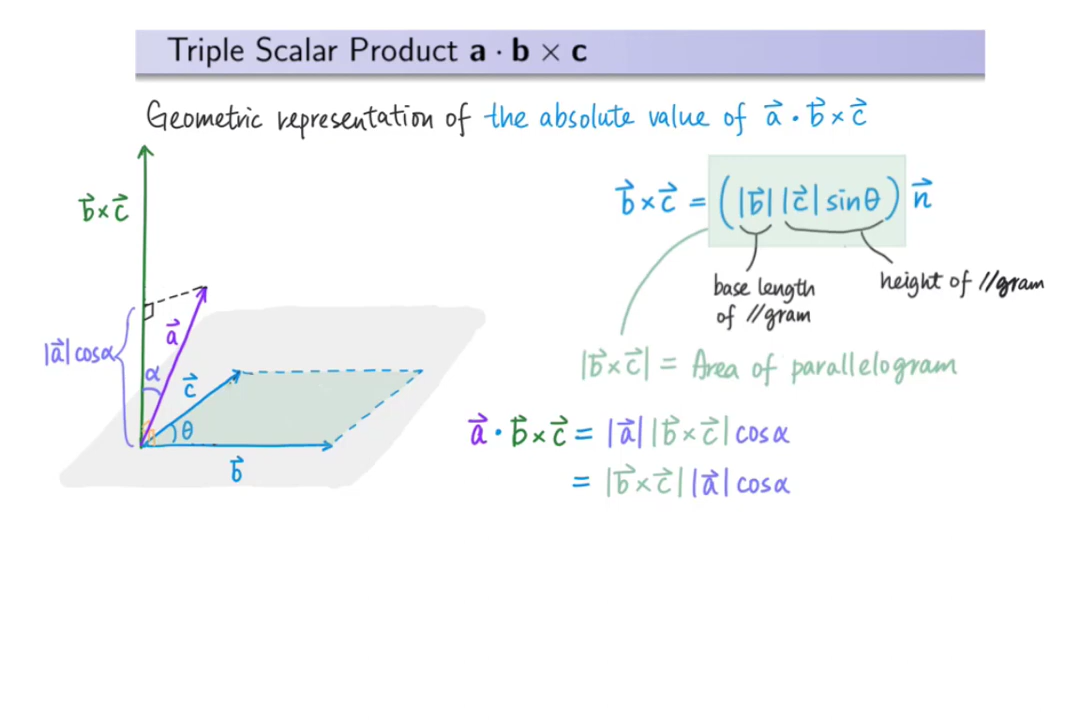 Triple Scalar Product a · b × c
Geometric representation of the absolute value of a⃗ · b⃗ × c⃗
b⃗ × c⃗
|a⃗| cosα
a⃗
α
c⃗
θ
b⃗
b⃗ × c⃗ = (|b⃗| |c⃗| sinθ) n⃗
base length
of //gram
height of //gram
|b⃗ × c⃗| = Area of parallelogram
a⃗ · b⃗ × c⃗ = |a⃗| |b⃗ × c⃗| cosα
= |b⃗ × c⃗| |a⃗| cosα